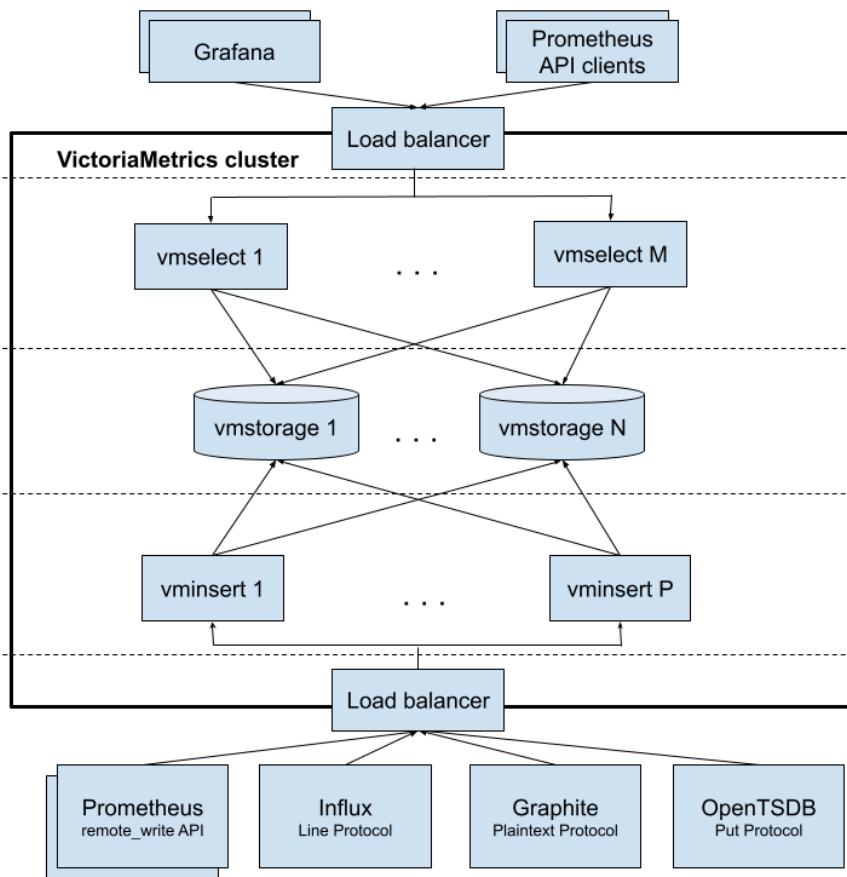 Grafana
Prometheus
API clients
Load balancer
VictoriaMetrics cluster
vmselect 1
. . .
vmselect M
vmstorage 1
. . .
vmstorage N
vminsert 1
. . .
vminsert P
Load balancer
Prometheus
remote_write API
Influx
Line Protocol
Graphite
Plaintext Protocol
OpenTSDB
Put Protocol